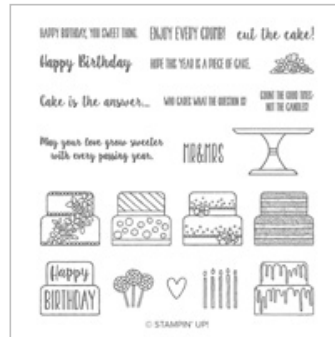 HAPPY BIRTHDAY, YOU SWEET THING.
ENJOY EVERY CRUMB!
cut the cake!
Happy Birthday
HOPE THIS YEAR IS A PIECE OF CAKE.
Cake is the answer...
WHO CARES WHAT THE QUESTION IS?
COUNT THE GOOD TIMES-
NOT THE CANDLES!
May your love grow sweeter
with every passing year.
MR&MRS
Happy
BIRTHDAY
© STAMPIN' UP!